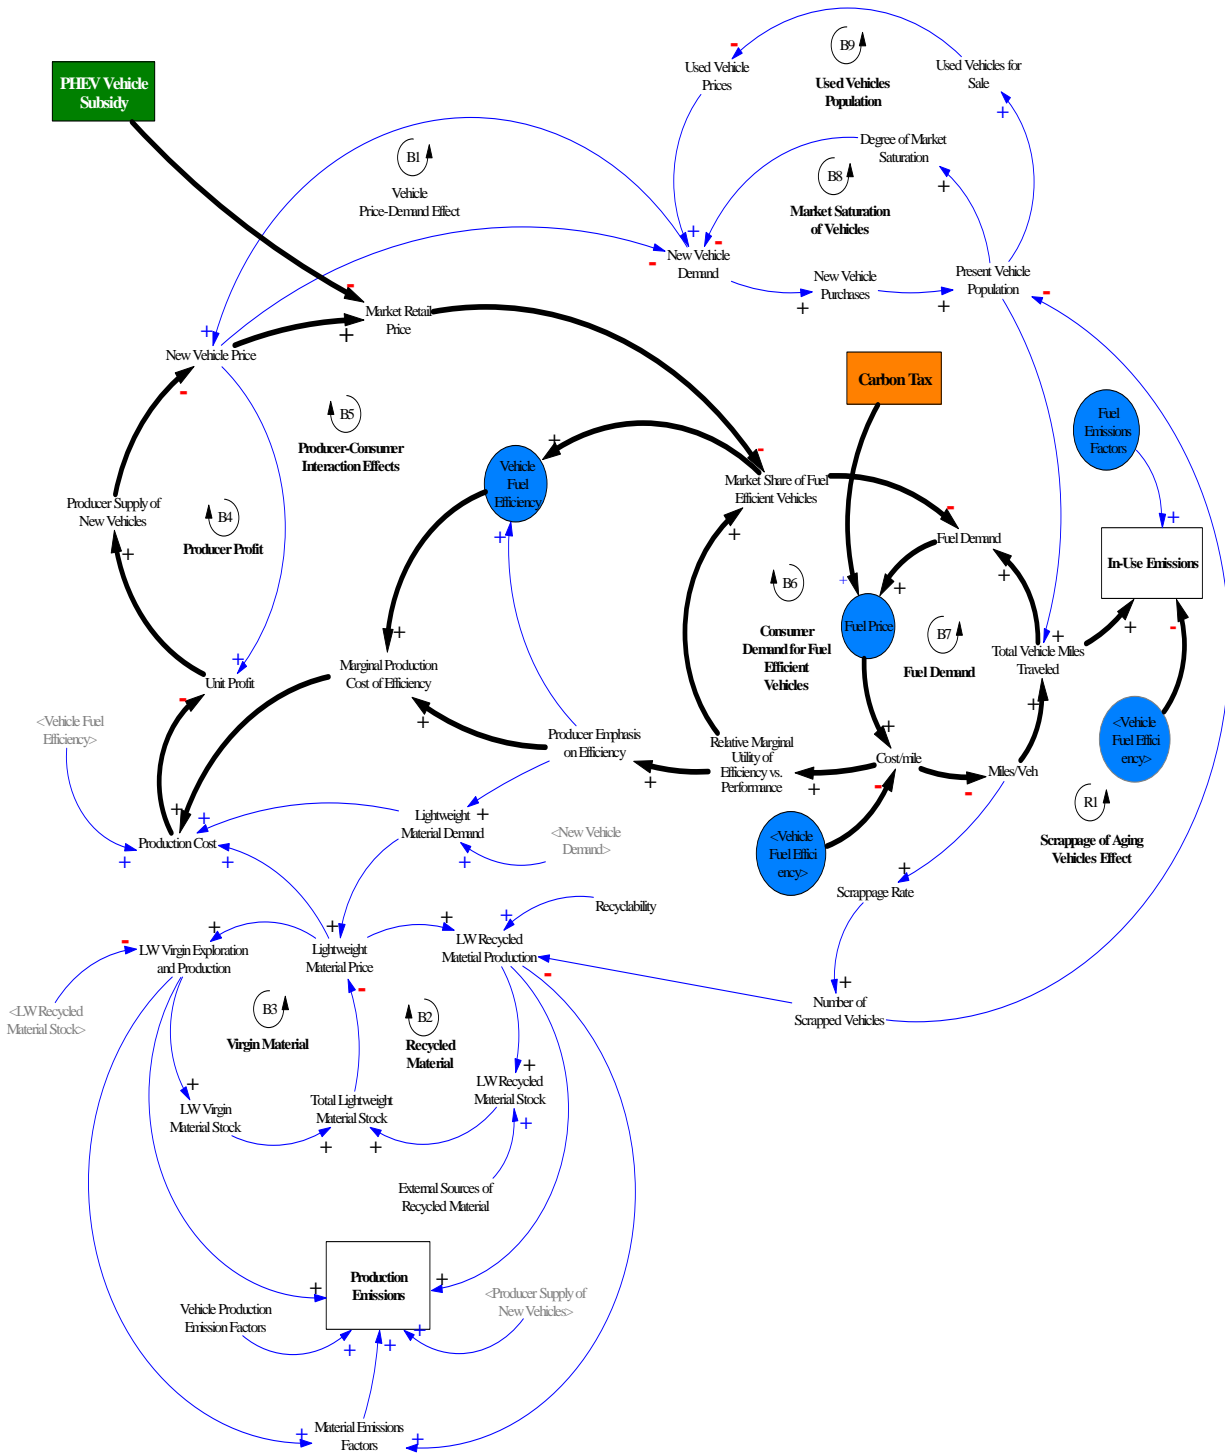 B9
Used Vehicles
Population
Used Vehicle
Prices
Used Vehicles for
Sale
PHEV Vehicle
Subsidy
B1
Vehicle
Price-Demand Effect
Degree of Market
Saturation
B8
Market Saturation
of Vehicles
New Vehicle
Demand
New Vehicle
Purchases
Present Vehicle
Population
Market Retail
Price
New Vehicle Price
Carbon Tax
B5
Producer-Consumer
Interaction Effects
Fuel
Emissions
Factors
Vehicle
Fuel
Efficiency
Market Share of Fuel
Efficient Vehicles
Producer Supply of
New Vehicles
B4
Producer Profit
Fuel Demand
In-Use Emissions
B6
Consumer
Demand for Fuel
Efficient
Vehicles
Fuel Price
B7
Fuel Demand
Total Vehicle Miles
Traveled
Unit Profit
Marginal Production
Cost of Efficiency
<Vehicle Fuel
Efficiency>
Producer Emphasis
on Efficiency
Relative Marginal
Utility of
Efficiency vs.
Performance
Cost/mile
Miles/Veh
<Vehicle
Fuel Effici
ency>
R1
Scrappage of Aging
Vehicles Effect
Production Cost
Lightweight
Material Demand
<New Vehicle
Demand>
<Vehicle
Fuel Effici
ency>
Scrappage Rate
Recyclability
LW Virgin Exploration
and Production
Lightweight
Material Price
LW Recycled
Matetial Production
<LW Recycled
Material Stock>
B3
Virgin Material
B2
Recycled
Material
Number of
Scrapped Vehicles
LW Virgin
Material Stock
Total Lightweight
Material Stock
LW Recycled
Material Stock
External Sources of
Recycled Material
Production
Emissions
<Producer Supply of
New Vehicles>
Vehicle Production
Emission Factors
Material Emissions
Factors